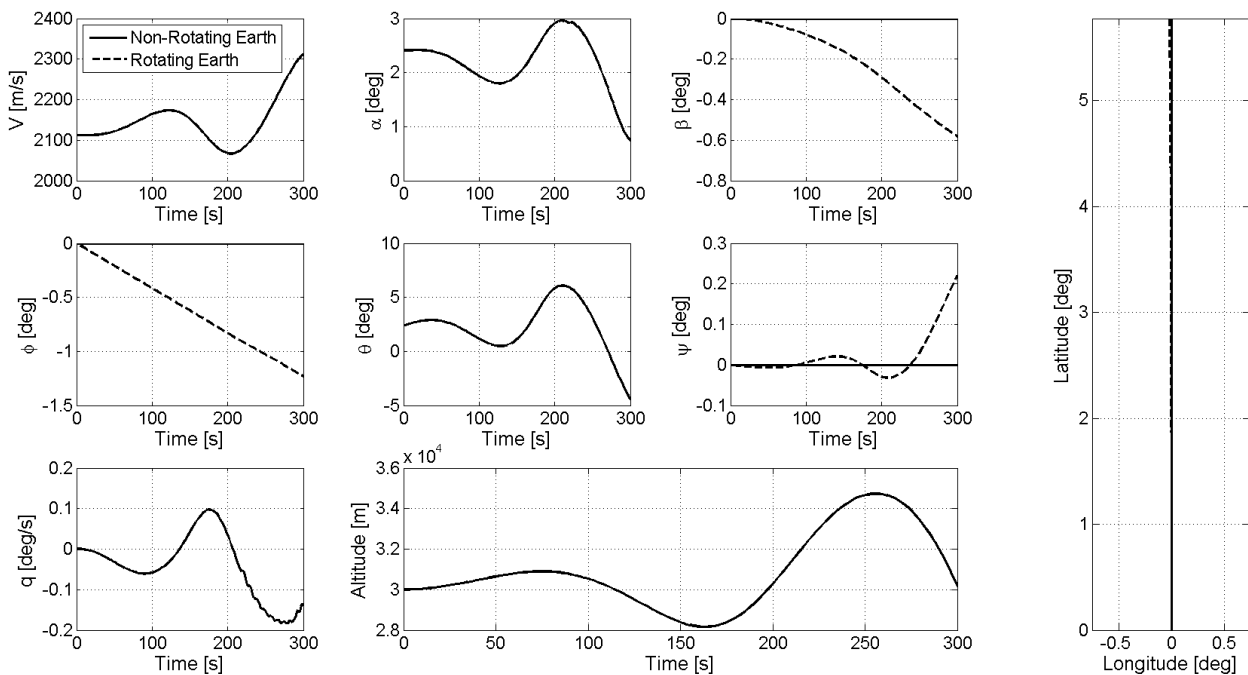 Non-Rotating Earth
Rotating Earth
2400
2300
2200
2100
2000
V [m/s]
0 100 200 300
Time [s]
3
2
1
0
α [deg]
0 100 200 300
Time [s]
0
-0.2
-0.4
-0.6
-0.8
β [deg]
0 100 200 300
Time [s]
0
-0.5
-1
-1.5
ϕ [deg]
0 100 200 300
Time [s]
10
5
0
-5
θ [deg]
0 100 200 300
Time [s]
0.3
0.2
0.1
0
-0.1
ψ [deg]
0 100 200 300
Time [s]
0.2
0.1
0
-0.1
-0.2
q [deg/s]
0 100 200 300
Time [s]
x 10⁴
3.6
3.4
3.2
3
2.8
Altitude [m]
0 50 100 150 200 250 300
Time [s]
5
4
3
2
1
0
Latitude [deg]
-0.5 0 0.5
Longitude [deg]